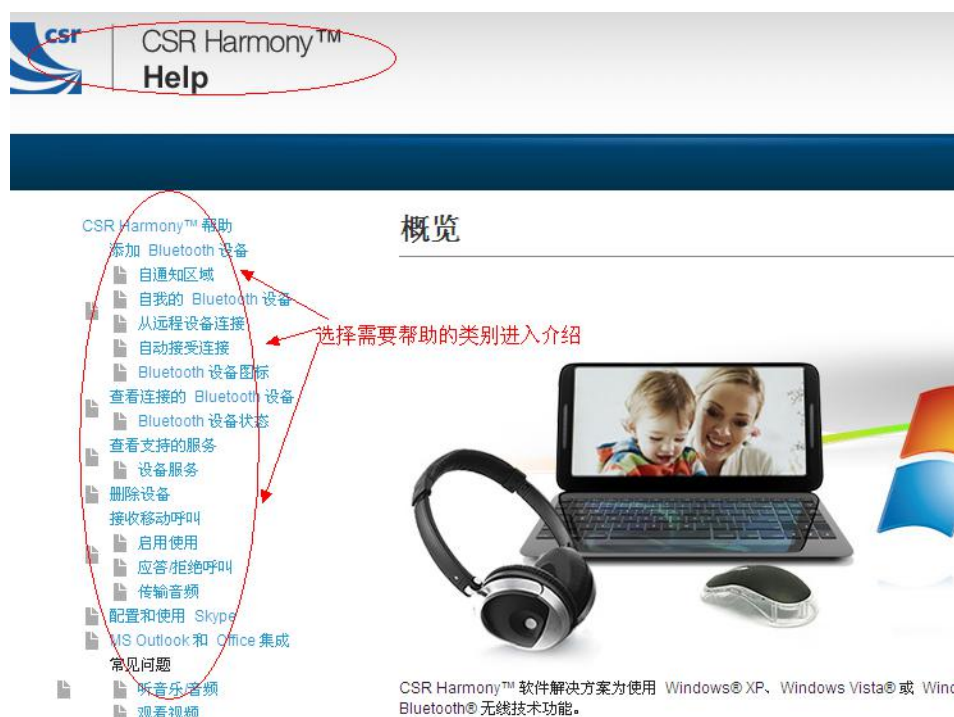 csr
CSR Harmony™
Help
CSR Harmony™ 帮助
添加 Bluetooth 设备
自通知区域
自我的 Bluetooth 设备
从远程设备连接
自动接受连接
Bluetooth 设备图标
查看连接的 Bluetooth 设备
Bluetooth 设备状态
查看支持的服务
设备服务
删除设备
接收移动呼叫
启用使用
应答/拒绝呼叫
传输音频
配置和使用 Skype
MS Outlook 和 Office 集成
常见问题
听音乐/音频
观看视频
选择需要帮助的类别进入介绍
概览
CSR Harmony™ 软件解决方案为使用 Windows® XP、Windows Vista® 或
Bluetooth® 无线技术功能。